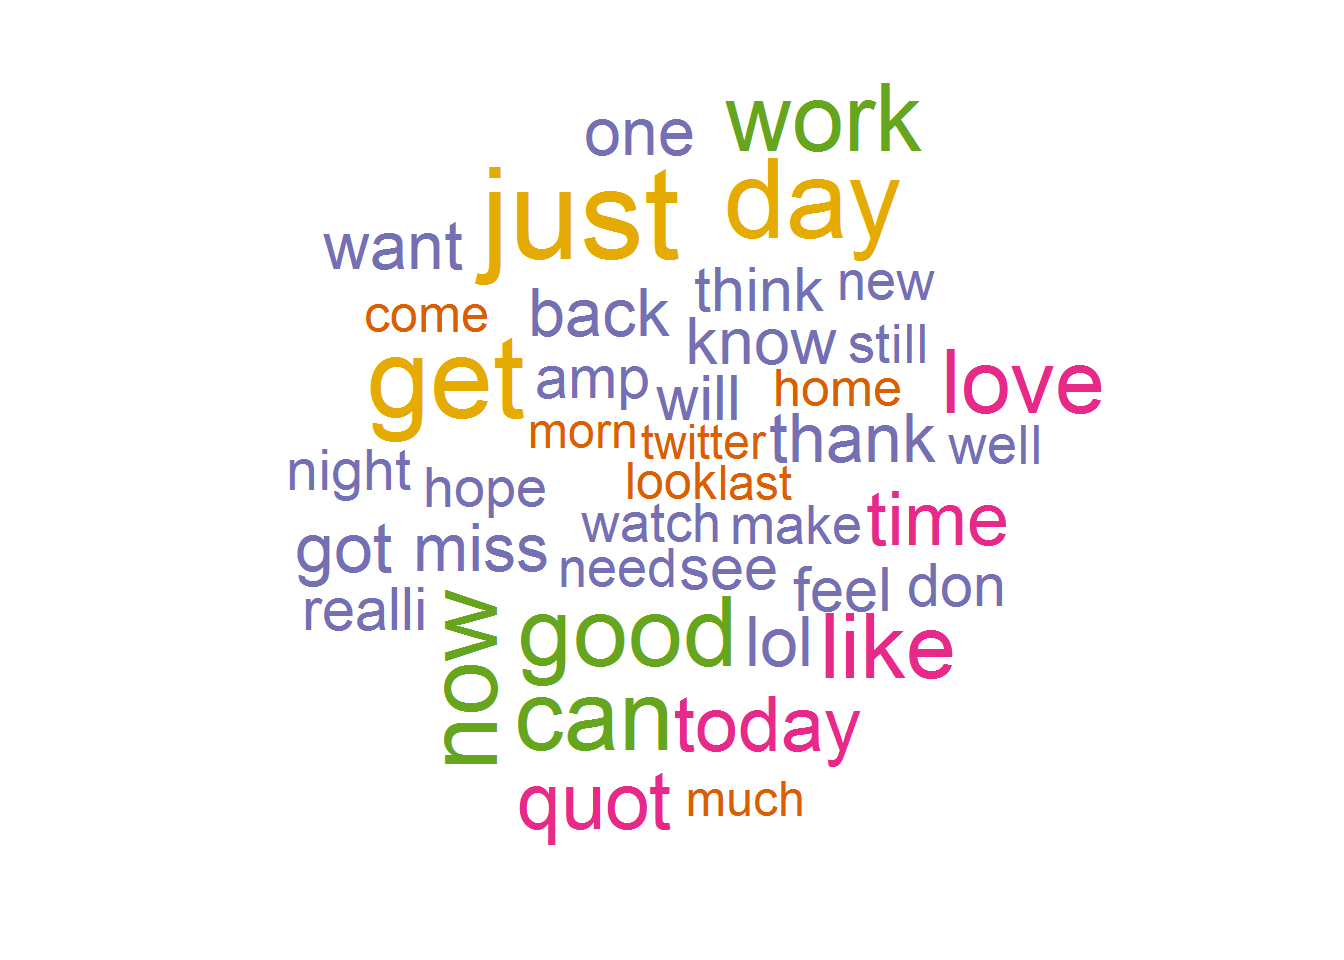 one work
just day
want
think new
come back
know still
get amp will home love
morn twitter thank well
night hope look last
watch make time
got miss need see
feel don
realli
now good lol like
can today
quot much